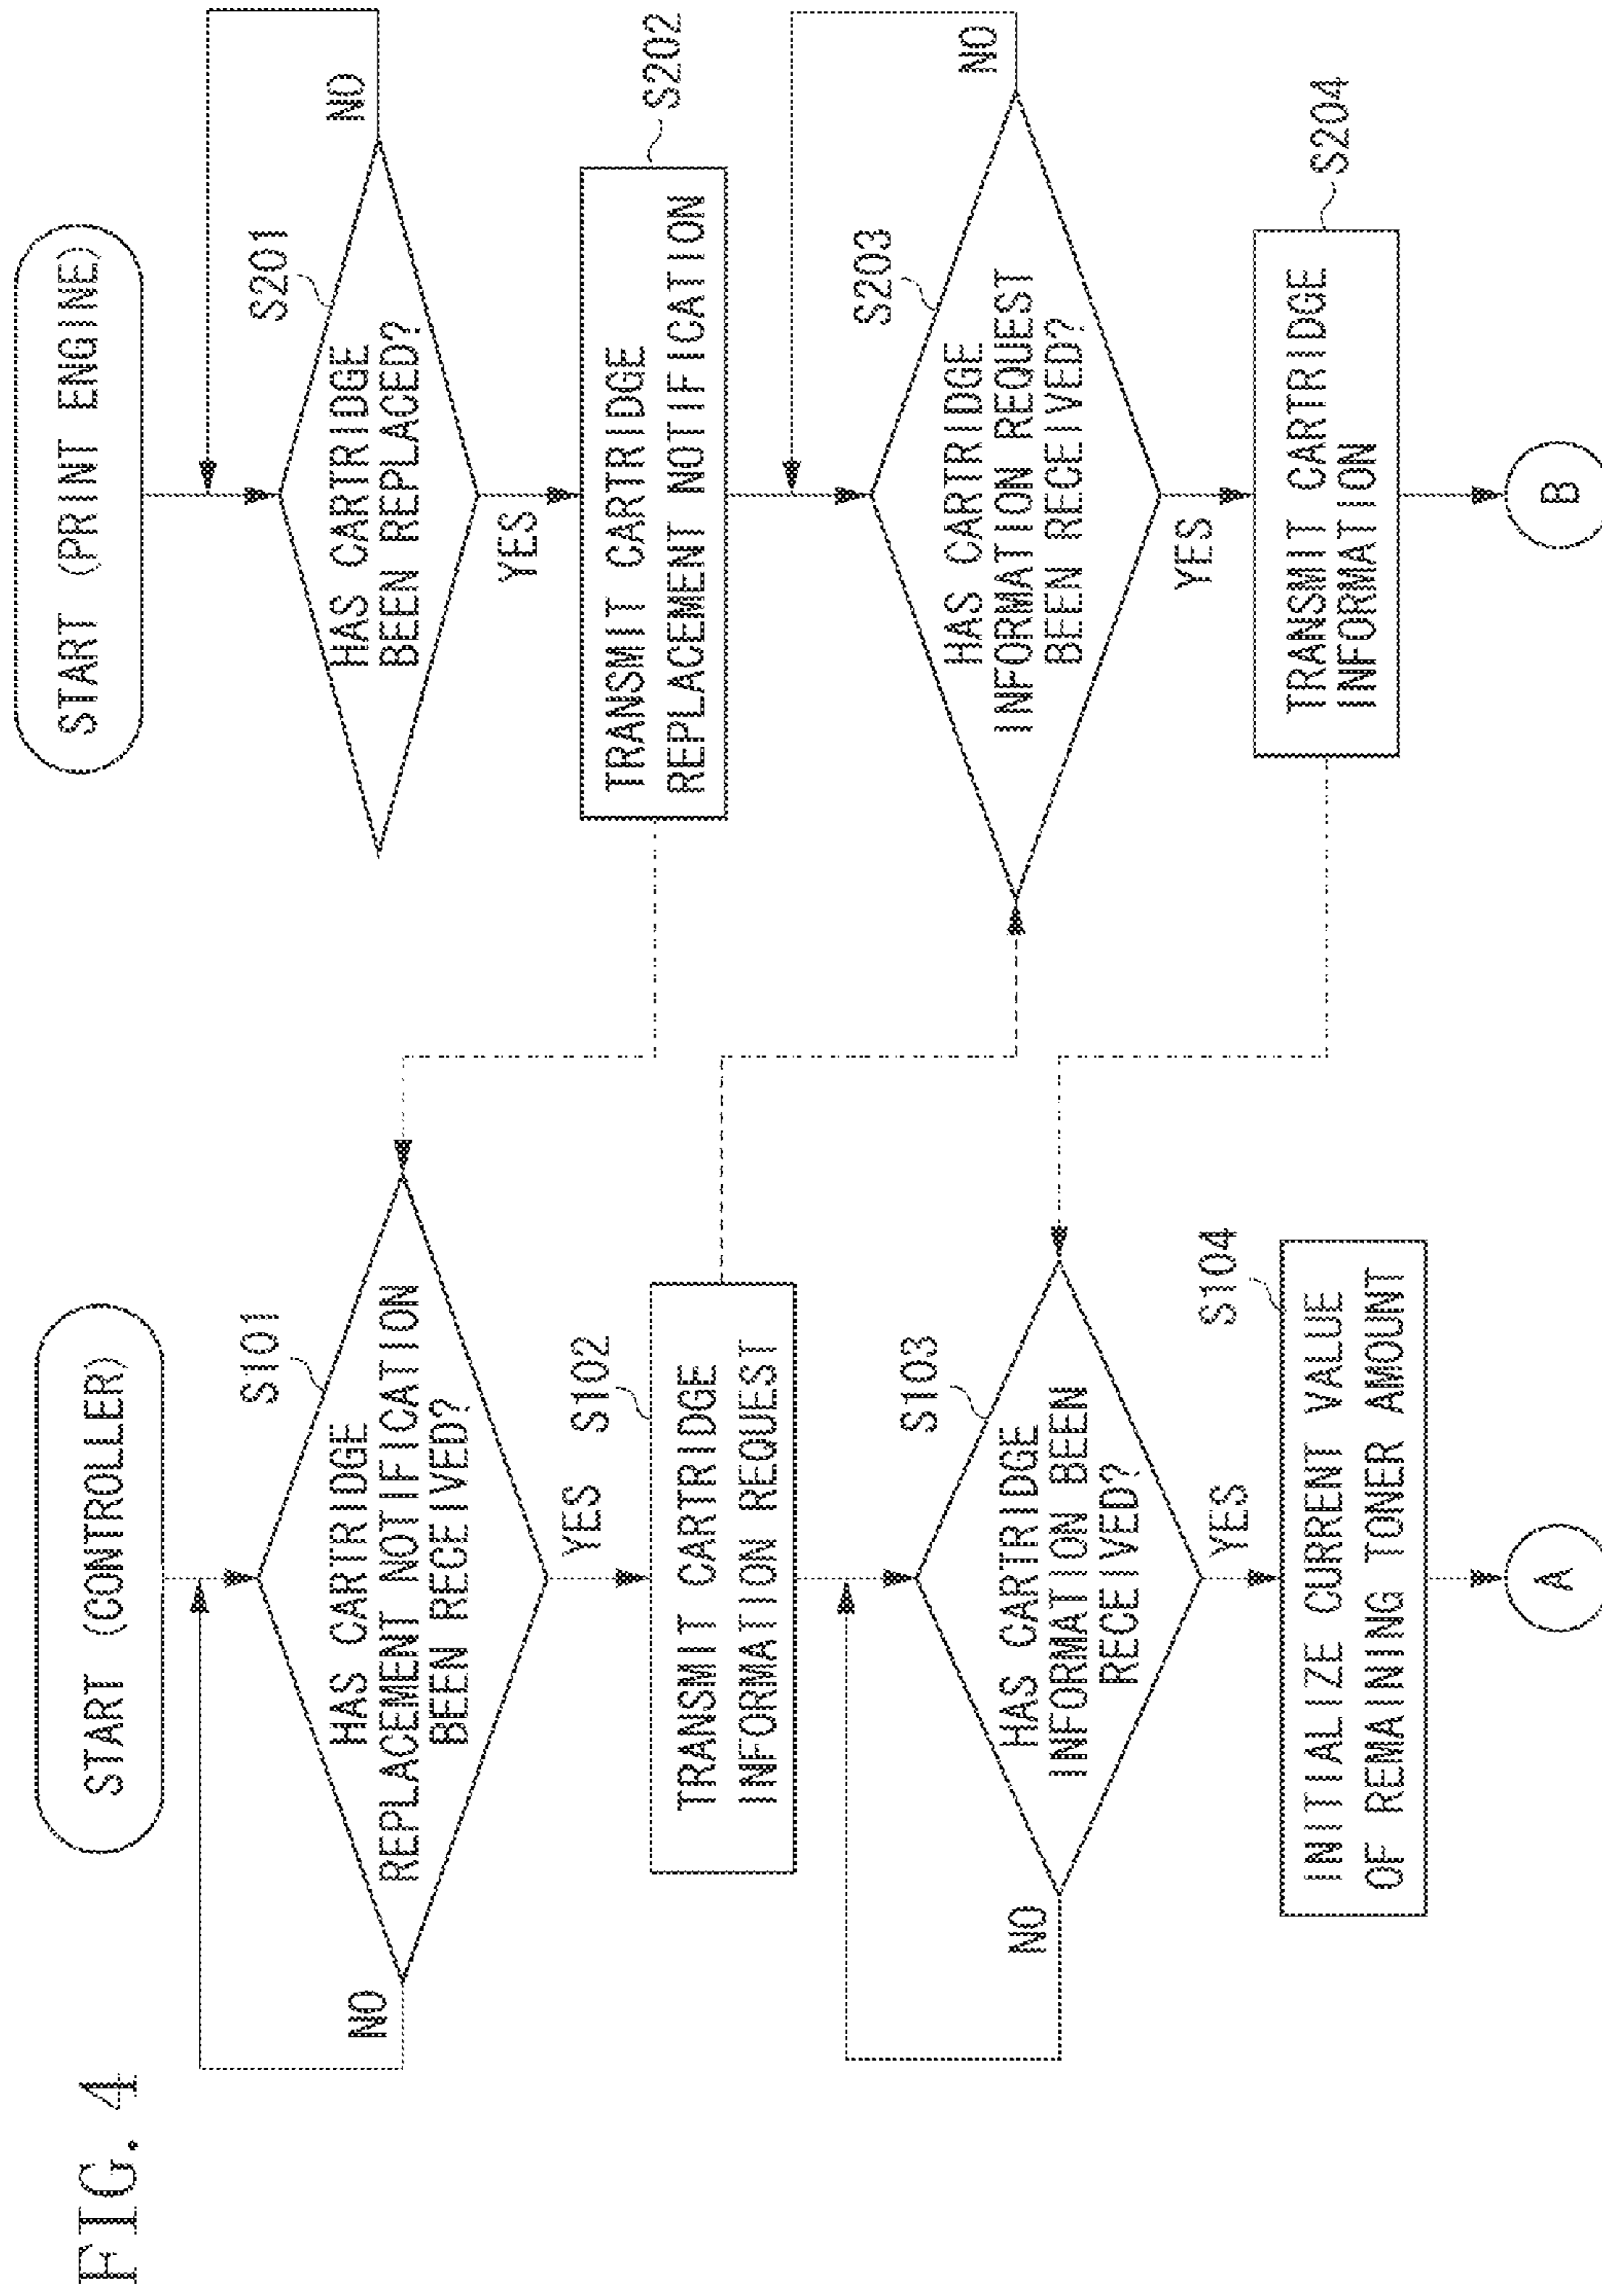 FIG. 4
START (CONTROLLER)
S101
HAS CARTRIDGE
REPLACEMENT NOTIFICATION
BEEN RECEIVED?
NO
YES
S102
TRANSMIT CARTRIDGE
INFORMATION REQUEST
S103
HAS CARTRIDGE
INFORMATION BEEN
RECEIVED?
NO
YES
S104
INITIALIZE CURRENT VALUE
OF REMAINING TONER AMOUNT
A
START (PRINT ENGINE)
S201
HAS CARTRIDGE
BEEN REPLACED?
NO
YES
S202
TRANSMIT CARTRIDGE
REPLACEMENT NOTIFICATION
S203
HAS CARTRIDGE
INFORMATION REQUEST
BEEN RECEIVED?
NO
YES
S204
TRANSMIT CARTRIDGE
INFORMATION
B